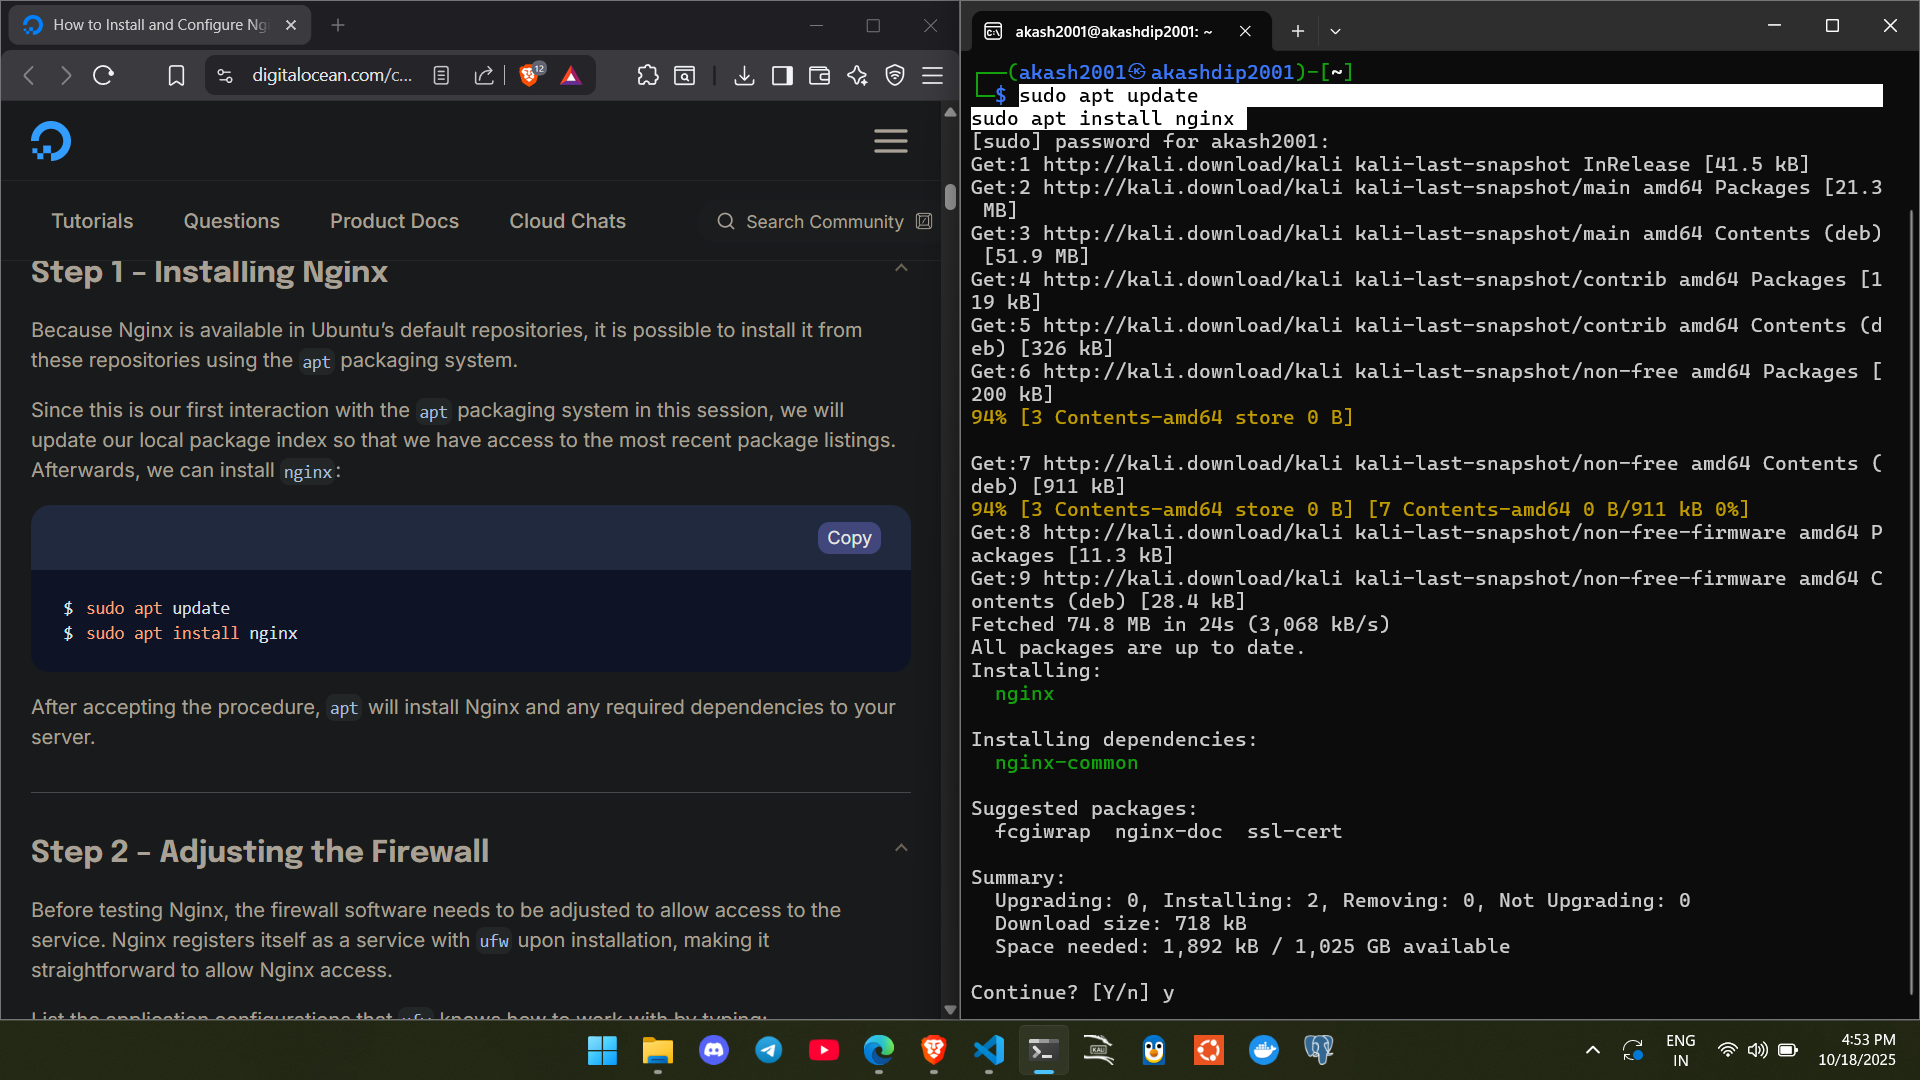 How to Install and Configure Ng
digitalocean.com/c...
12
Tutorials
Questions
Product Docs
Cloud Chats
Search Community
Step 1 – Installing Nginx
Because Nginx is available in Ubuntu’s default repositories, it is possible to install it from
these repositories using the apt packaging system.
Since this is our first interaction with the apt packaging system in this session, we will
update our local package index so that we have access to the most recent package listings.
Afterwards, we can install nginx:
Copy
$ sudo apt update
$ sudo apt install nginx
After accepting the procedure, apt will install Nginx and any required dependencies to your
server.
Step 2 – Adjusting the Firewall
Before testing Nginx, the firewall software needs to be adjusted to allow access to the
service. Nginx registers itself as a service with ufw upon installation, making it
straightforward to allow Nginx access.
List the application configurations that ufw knows how to work with by typing:
akash2001@akashdip2001: ~
┌──(akash2001㉿akashdip2001)-[~]
└─$ sudo apt update
sudo apt install nginx
[sudo] password for akash2001:
Get:1 http://kali.download/kali kali-last-snapshot InRelease [41.5 kB]
Get:2 http://kali.download/kali kali-last-snapshot/main amd64 Packages [21.3
MB]
Get:3 http://kali.download/kali kali-last-snapshot/main amd64 Contents (deb)
[51.9 MB]
Get:4 http://kali.download/kali kali-last-snapshot/contrib amd64 Packages [1
19 kB]
Get:5 http://kali.download/kali kali-last-snapshot/contrib amd64 Contents (d
eb) [326 kB]
Get:6 http://kali.download/kali kali-last-snapshot/non-free amd64 Packages [
200 kB]
94% [3 Contents-amd64 store 0 B]
Get:7 http://kali.download/kali kali-last-snapshot/non-free amd64 Contents (
deb) [911 kB]
94% [3 Contents-amd64 store 0 B] [7 Contents-amd64 0 B/911 kB 0%]
Get:8 http://kali.download/kali kali-last-snapshot/non-free-firmware amd64 P
ackages [11.3 kB]
Get:9 http://kali.download/kali kali-last-snapshot/non-free-firmware amd64 C
ontents (deb) [28.4 kB]
Fetched 74.8 MB in 24s (3,068 kB/s)
All packages are up to date.
Installing:
nginx
Installing dependencies:
nginx-common
Suggested packages:
fcgiwrap nginx-doc ssl-cert
Summary:
Upgrading: 0, Installing: 2, Removing: 0, Not Upgrading: 0
Download size: 718 kB
Space needed: 1,892 kB / 1,025 GB available
Continue? [Y/n] y
ENG
IN
4:53 PM
10/18/2025